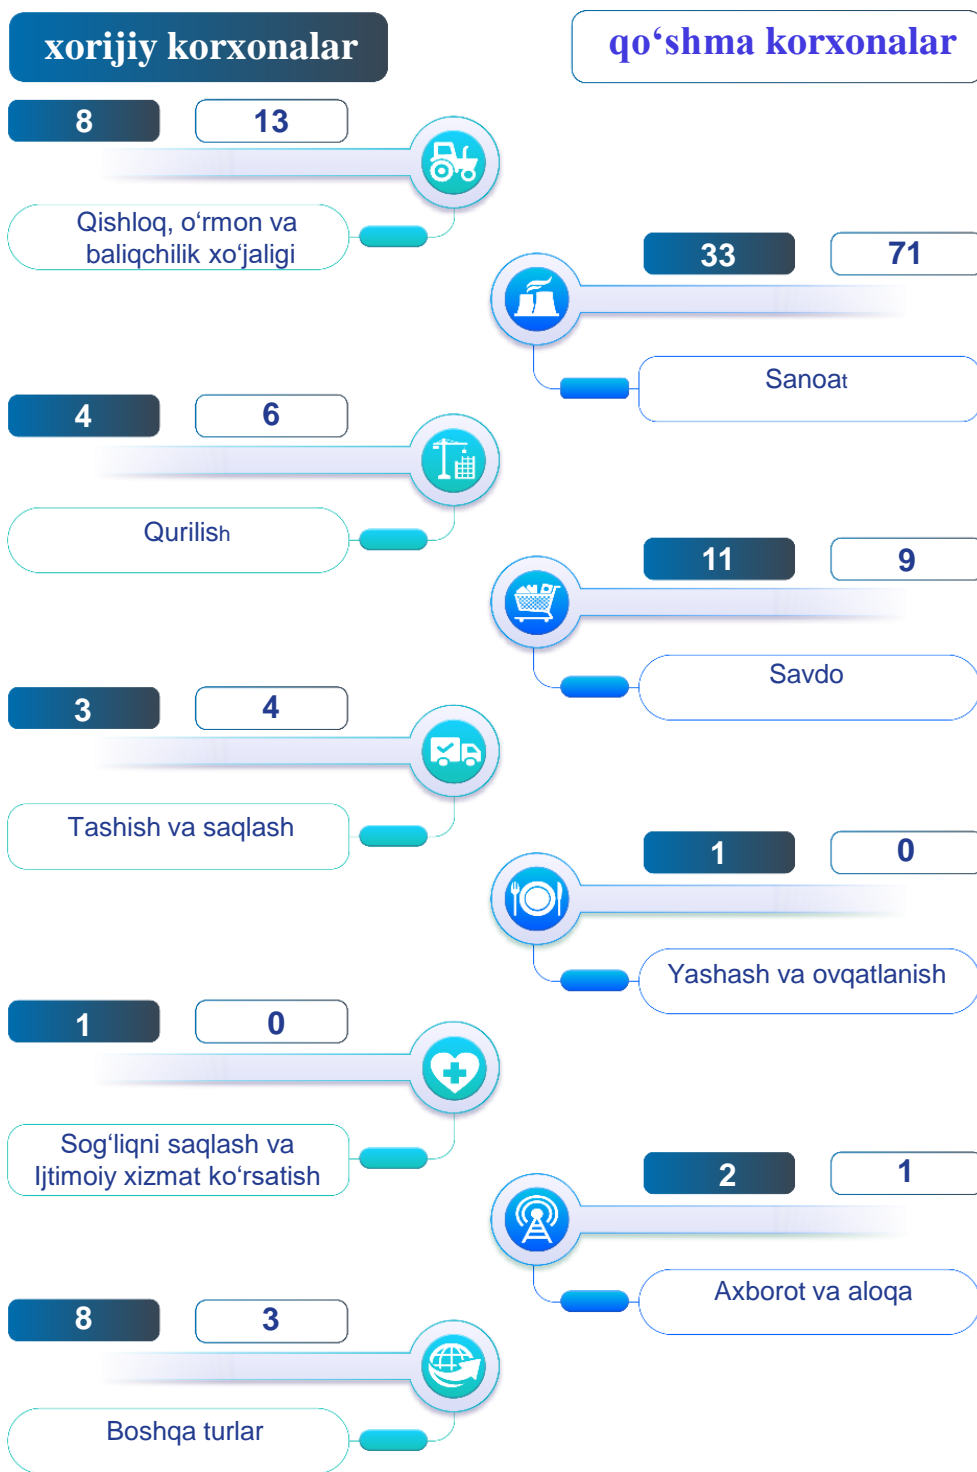 xorijiy korxonalar
qo‘shma korxonalar
8
13
Qishloq, o‘rmon va
baliqchilik xo‘jaligi
33
71
Sanoat
4
6
Qurilish
11
9
Savdo
3
4
Tashish va saqlash
1
0
Yashash va ovqatlanish
1
0
Sog‘liqni saqlash va
Ijtimoiy xizmat ko‘rsatish
2
1
Axborot va aloqa
8
3
Boshqa turlar